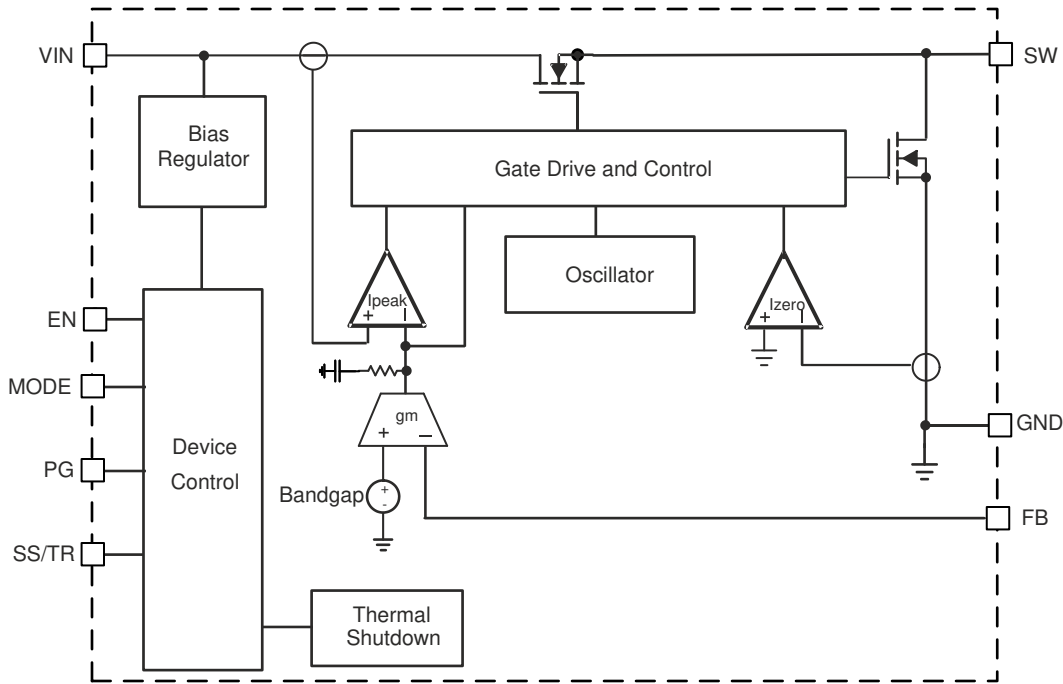 VIN
SW
Bias
Regulator
Gate Drive and Control
Oscillator
Ipeak
+
Izero
+
EN
MODE
gm
+ −
GND
Device
Control
PG
Bandgap
+
-
FB
SS/TR
Thermal
Shutdown